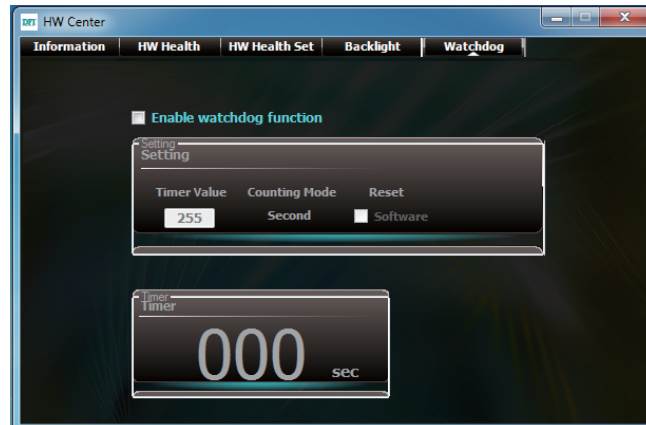 DFI HW Center
Information HW Health HW Health Set Backlight Watchdog
Enable watchdog function
Setting
Setting
Timer Value Counting Mode Reset
255 Second Software
Timer
Timer
000 sec